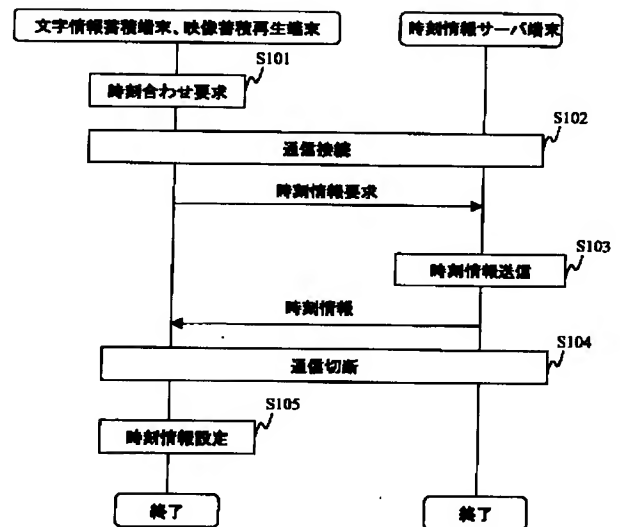 文字情報蓄積端末、映像蓄積再生端末
時刻情報サーバ端末
S101
時刻合わせ要求
S102
通信接続
時刻情報要求
S103
時刻情報送信
時刻情報
S104
通信切断
S105
時刻情報設定
終了
終了